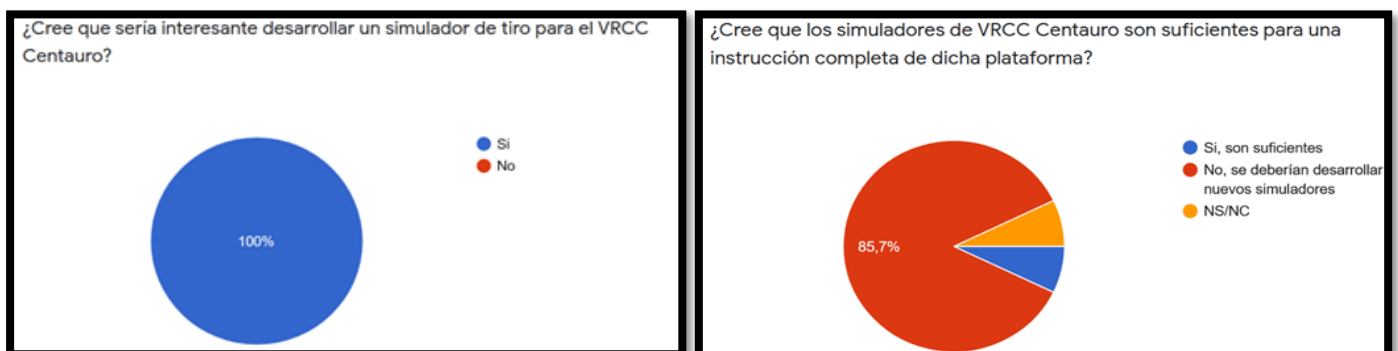 ¿Cree que sería interesante desarrollar un simulador de tiro para el VRCC
Centauro?
Si
No
100%
¿Cree que los simuladores de VRCC Centauro son suficientes para una
instrucción completa de dicha plataforma?
Si, son suficientes
No, se deberían desarrollar
nuevos simuladores
NS/NC
85,7%